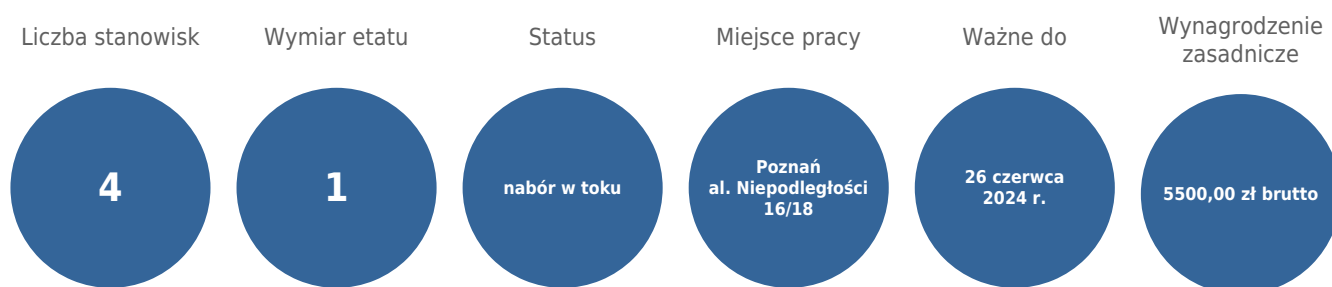 Liczba stanowisk
4
Wymiar etatu
1
Status
nabór w toku
Miejsce pracy
Poznań
al. Niepodległości
16/18
Ważne do
26 czerwca
2024 r.
Wynagrodzenie
zasadnicze
5500,00 zł brutto